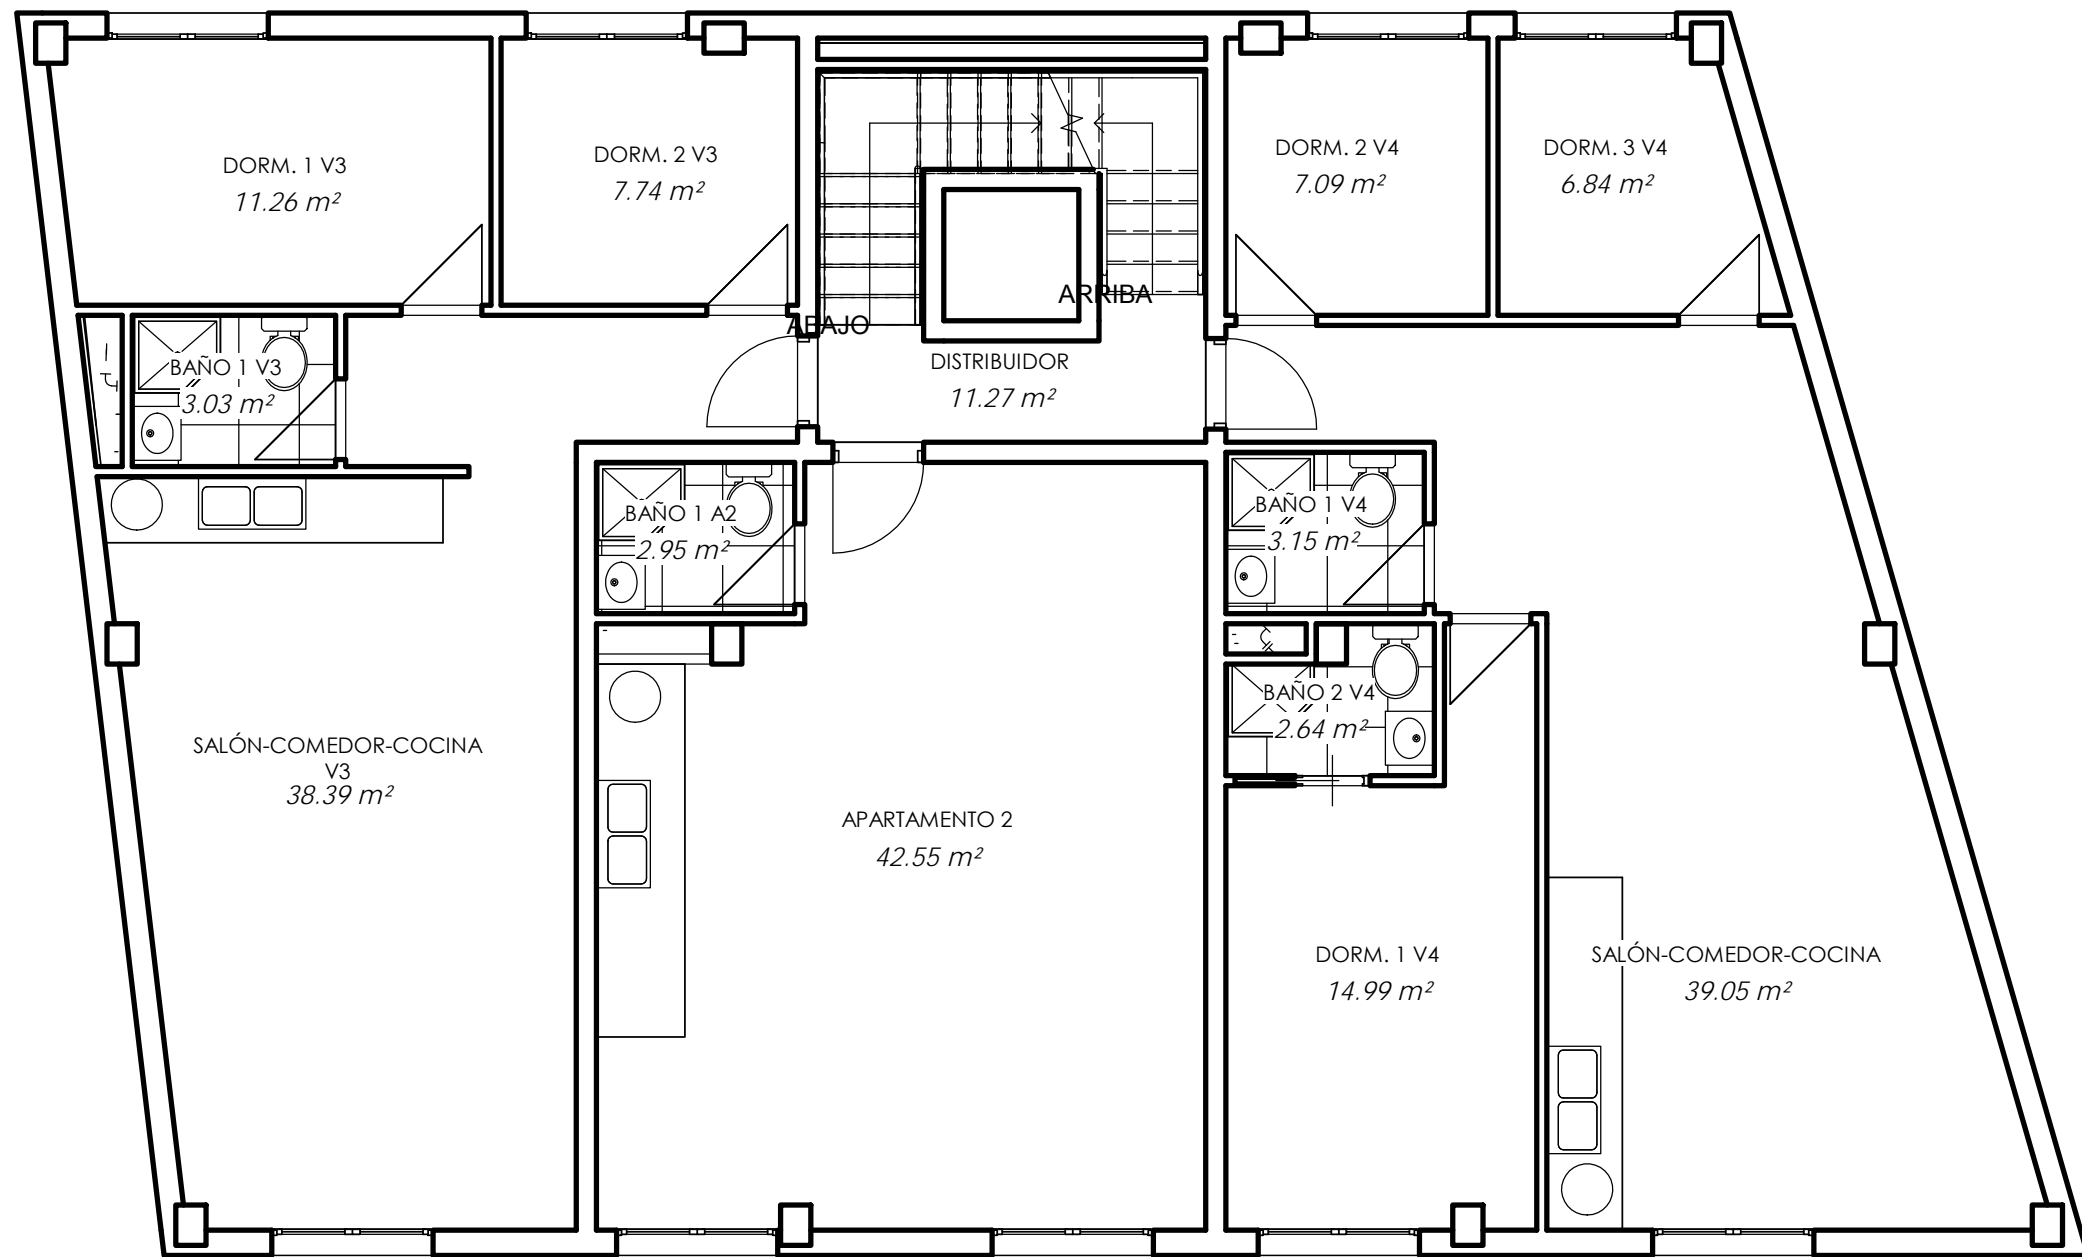 DORM. 1 V3
11.26 m²
DORM. 2 V3
7.74 m²
DORM. 2 V4
7.09 m²
DORM. 3 V4
6.84 m²
ARRIBA
ABAJO
BAÑO 1 V3
3.03 m²
DISTRIBUIDOR
11.27 m²
BAÑO 1 A2
2.95 m²
BAÑO 1 V4
3.15 m²
BAÑO 2 V4
2.64 m²
SALÓN-COMEDOR-COCINA
V3
38.39 m²
APARTAMENTO 2
42.55 m²
DORM. 1 V4
14.99 m²
SALÓN-COMEDOR-COCINA
39.05 m²